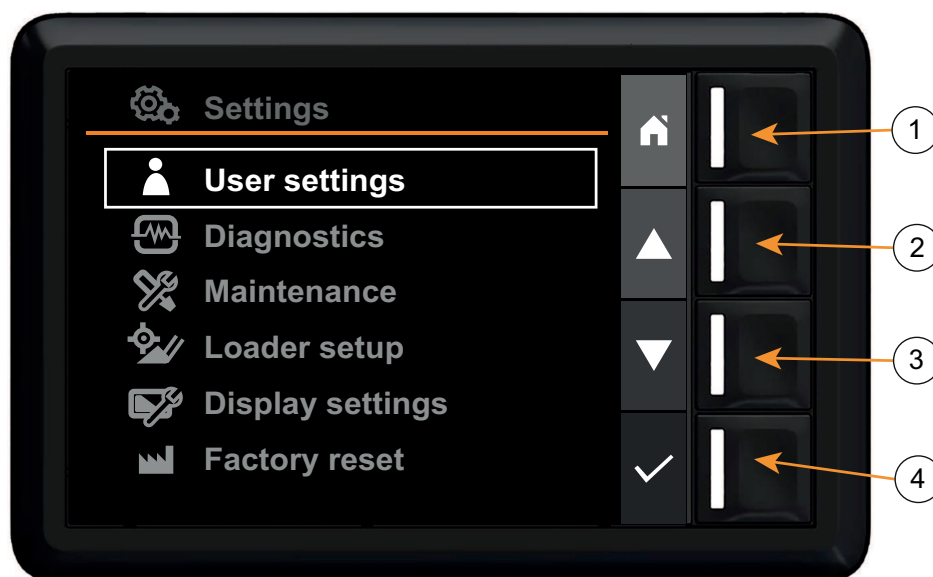 Settings
User settings
Diagnostics
Maintenance
Loader setup
Display settings
Factory reset
1
2
3
4